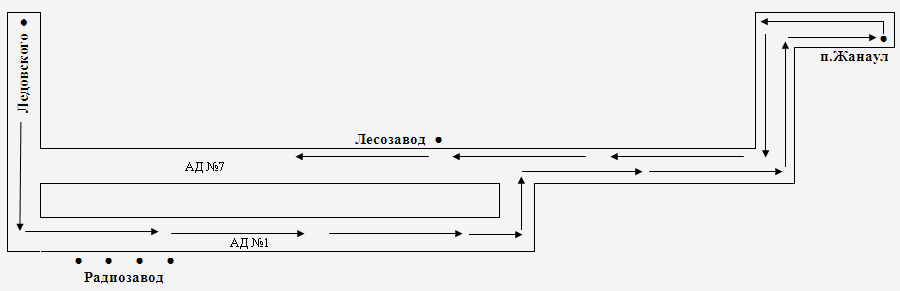 Ледовского
п.Жанаул
Лесозавод
АД №7
АД №1
Радиозавод